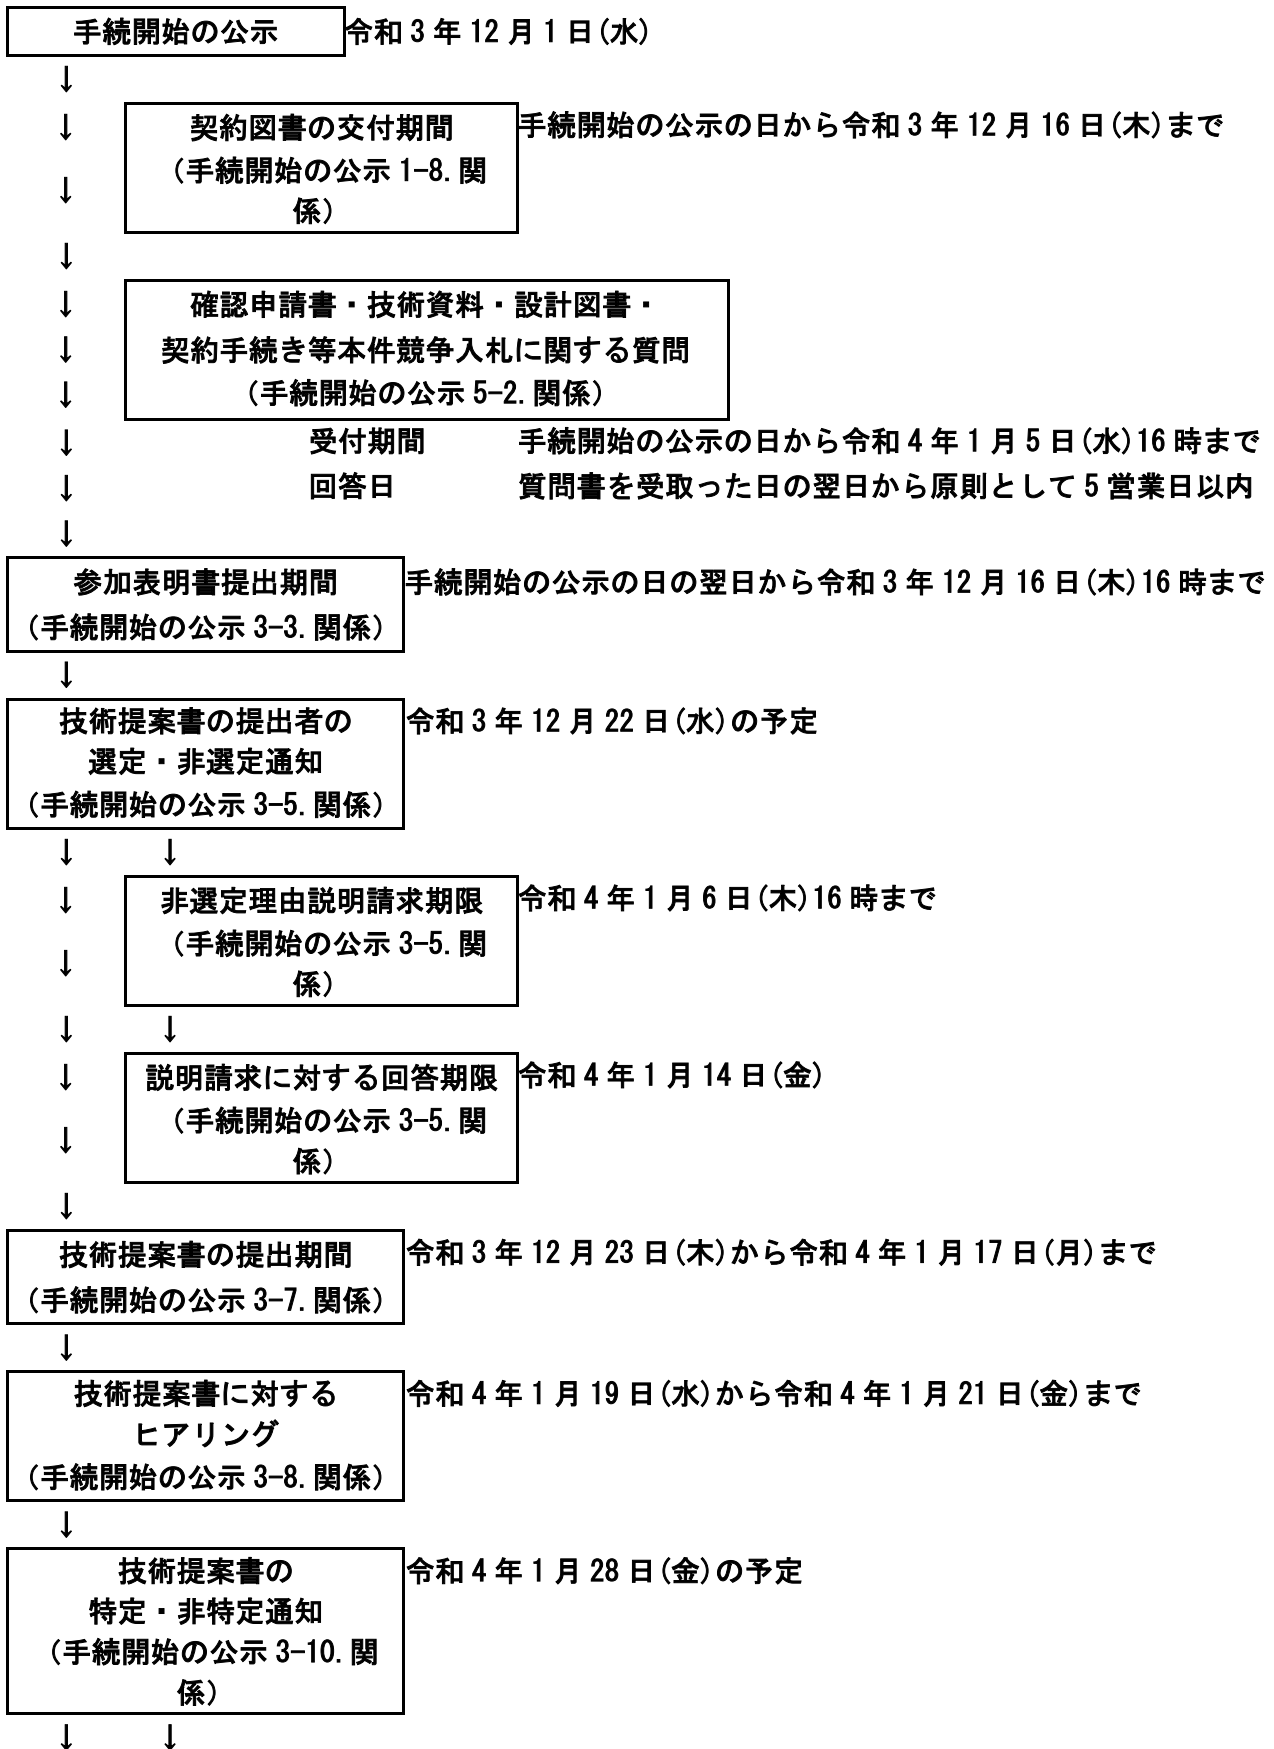 手続開始の公示 令和3年12月1日(水)
↓
↓ 契約図書の交付期間 手続開始の公示の日から令和3年12月16日(木)まで
(手続開始の公示1-8.関
↓
係)
↓
↓ 確認申請書・技術資料・設計図書・
↓ 契約手続き等本件競争入札に関する質問
↓ (手続開始の公示5-2.関係)
↓ 受付期間 手続開始の公示の日から令和4年1月5日(水)16時まで
↓ 回答日 質問書を受取った日の翌日から原則として5営業日以内
↓
参加表明書提出期間 手続開始の公示の日の翌日から令和3年12月16日(木)16時まで
(手続開始の公示3-3.関係)
↓
技術提案書の提出者の 令和3年12月22日(水)の予定
選定・非選定通知
(手続開始の公示3-5.関係)
↓ ↓
↓ 非選定理由説明請求期限 令和4年1月6日(木)16時まで
(手続開始の公示3-5.関
↓
係)
↓ ↓
↓ 説明請求に対する回答期限 令和4年1月14日(金)
(手続開始の公示3-5.関
↓
係)
↓
技術提案書の提出期間 令和3年12月23日(木)から令和4年1月17日(月)まで
(手続開始の公示3-7.関係)
↓
技術提案書に対する 令和4年1月19日(水)から令和4年1月21日(金)まで
ヒアリング
(手続開始の公示3-8.関係)
↓
技術提案書の 令和4年1月28日(金)の予定
特定・非特定通知
(手続開始の公示3-10.関
係)
↓ ↓